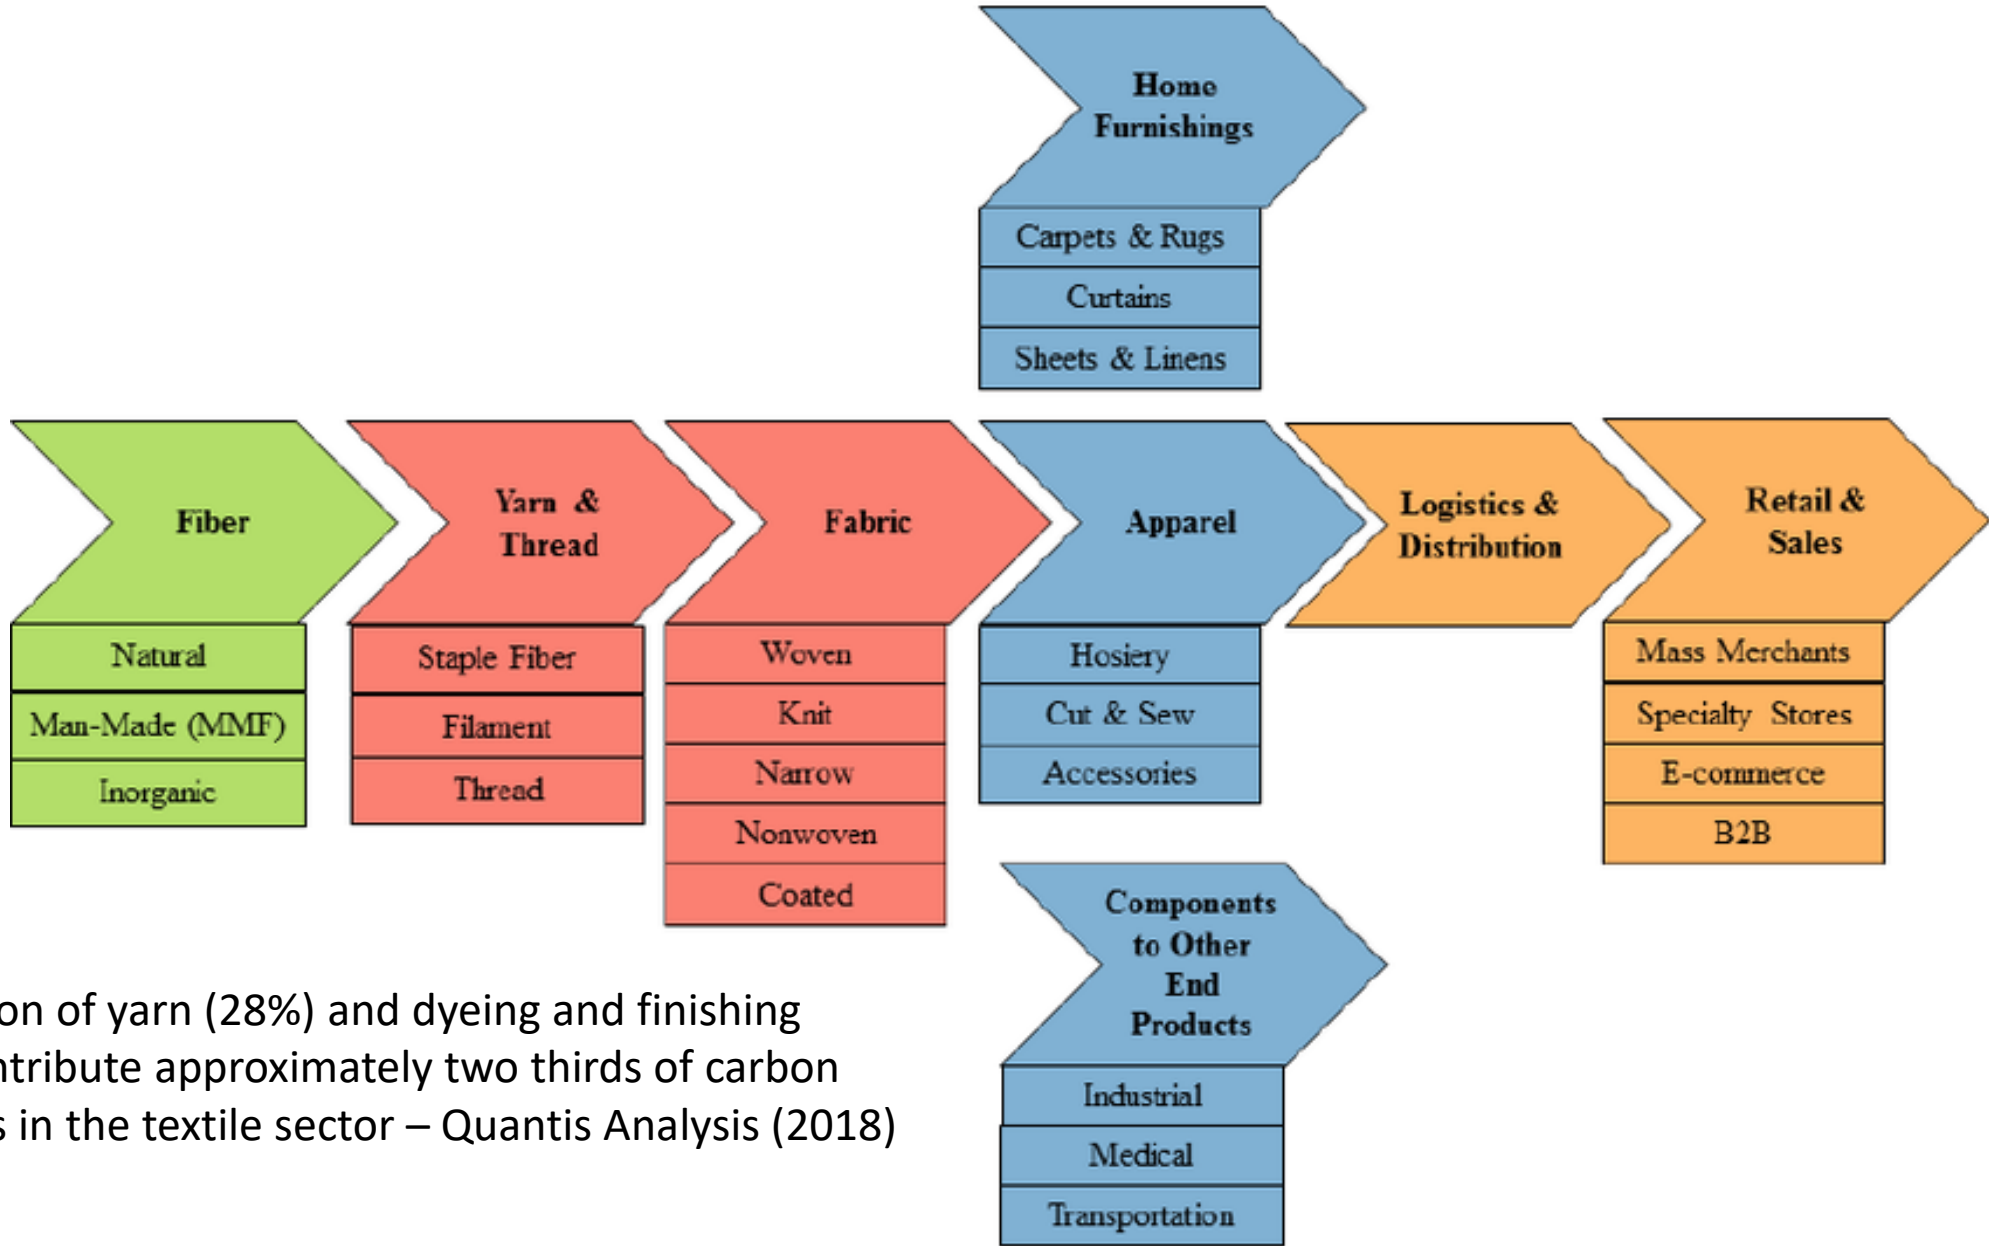 Home
Furnishings
Carpets & Rugs
Curtains
Sheets & Linens
Fiber
Natural
Man-Made (MMF)
Inorganic
Yarn &
Thread
Staple Fiber
Filament
Thread
Fabric
Woven
Knit
Narrow
Nonwoven
Coated
Apparel
Hosiery
Cut & Sew
Accessories
Logistics &
Distribution
Retail &
Sales
Mass Merchants
Specialty Stores
E-commerce
B2B
Components
to Other
End
Products
Industrial
Medical
Transportation
on of yarn (28%) and dyeing and finishing
ntribute approximately two thirds of carbon
s in the textile sector – Quantis Analysis (2018)